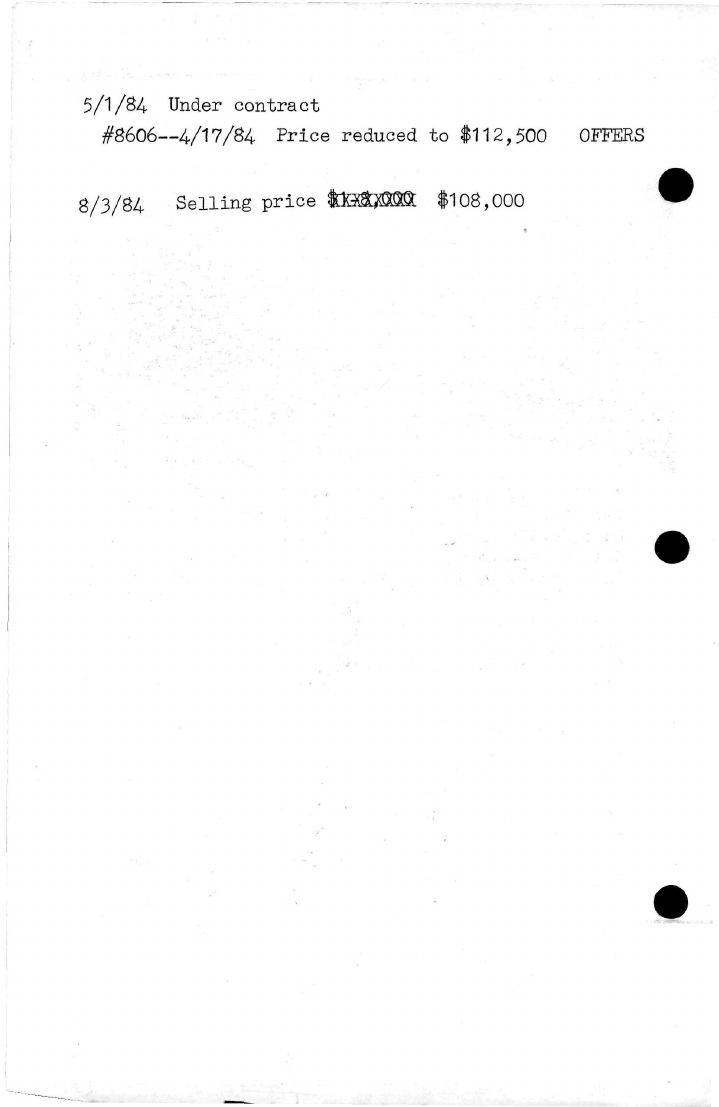 5/1/84 Under contract
#8606--4/17/84 Price reduced to $112,500 OFFERS
8/3/84 Selling price $108,000